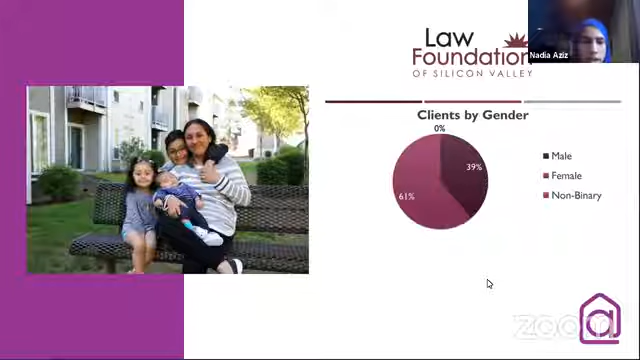 Law
Foundation
OF SILICON VALLEY
Nadia Aziz
Clients by Gender
0%
39%
61%
Male
Female
Non-Binary
zoom